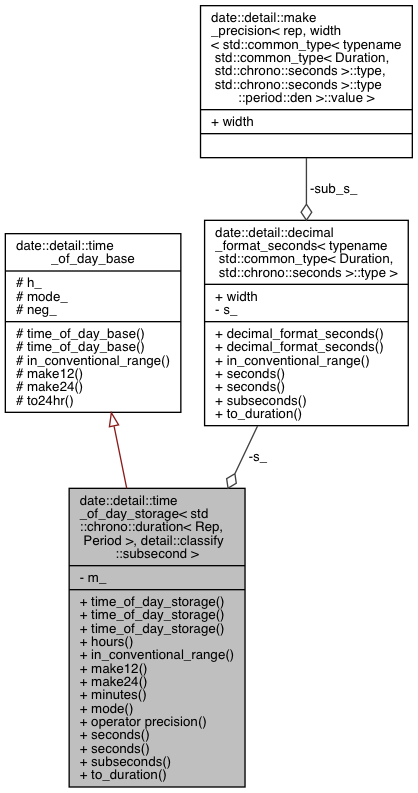 date::detail::make
_precision< rep, width
< std::common_type< typename
std::common_type< Duration,
std::chrono::seconds >::type,
std::chrono::seconds >::type
::period::den >::value >
+ width
-sub_s_
date::detail::decimal
_format_seconds< typename
std::common_type< Duration,
std::chrono::seconds >::type >
+ width
- s_
+ decimal_format_seconds()
+ decimal_format_seconds()
+ in_conventional_range()
+ seconds()
+ seconds()
+ subseconds()
+ to_duration()
date::detail::time
_of_day_base
# h_
# mode_
# neg_
# time_of_day_base()
# time_of_day_base()
# in_conventional_range()
# make12()
# make24()
# to24hr()
-s_
date::detail::time
_of_day_storage< std
::chrono::duration< Rep,
Period >, detail::classify
::subsecond >
- m_
+ time_of_day_storage()
+ time_of_day_storage()
+ time_of_day_storage()
+ hours()
+ in_conventional_range()
+ make12()
+ make24()
+ minutes()
+ mode()
+ operator precision()
+ seconds()
+ seconds()
+ subseconds()
+ to_duration()